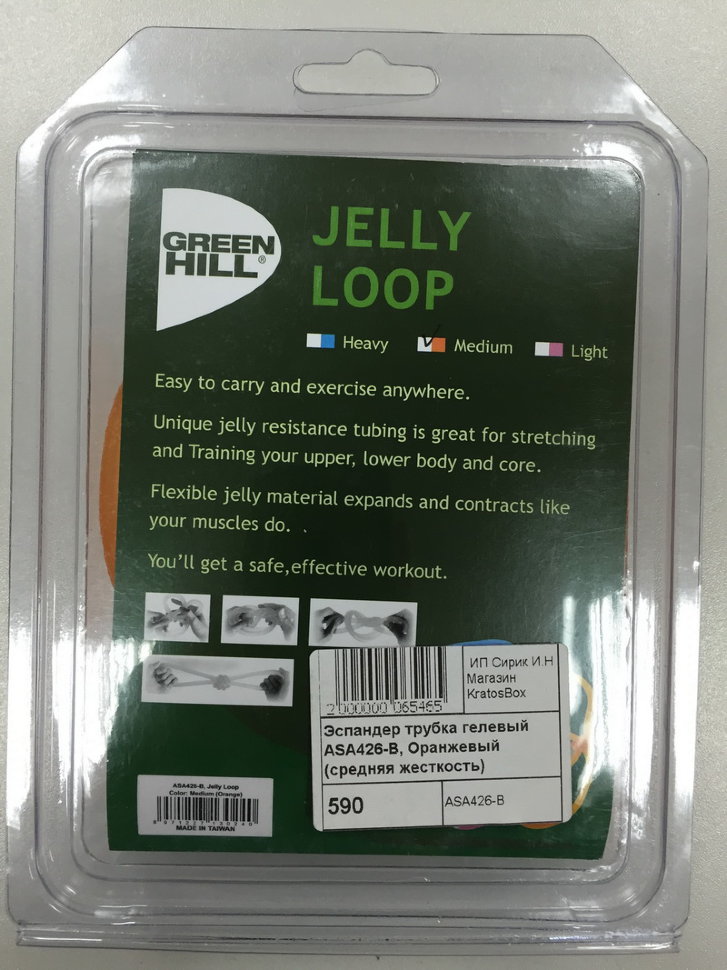 GREEN
HILL®
JELLY
LOOP
Heavy Medium Light
Easy to carry and exercise anywhere.
Unique jelly resistance tubing is great for stretching
and Training your upper, lower body and core.
Flexible jelly material expands and contracts like
your muscles do. .
You'll get a safe,effective workout.
ИП Сирик И.Н
Магазин
KratosBox
2 000000 065465
Эспандер трубка гелевый
ASA426-B, Оранжевый
(средняя жесткость)
590
ASA426-B
ASA426-B, Jelly Loop
Color: Medium (Orange)
MADE IN TAIWAN